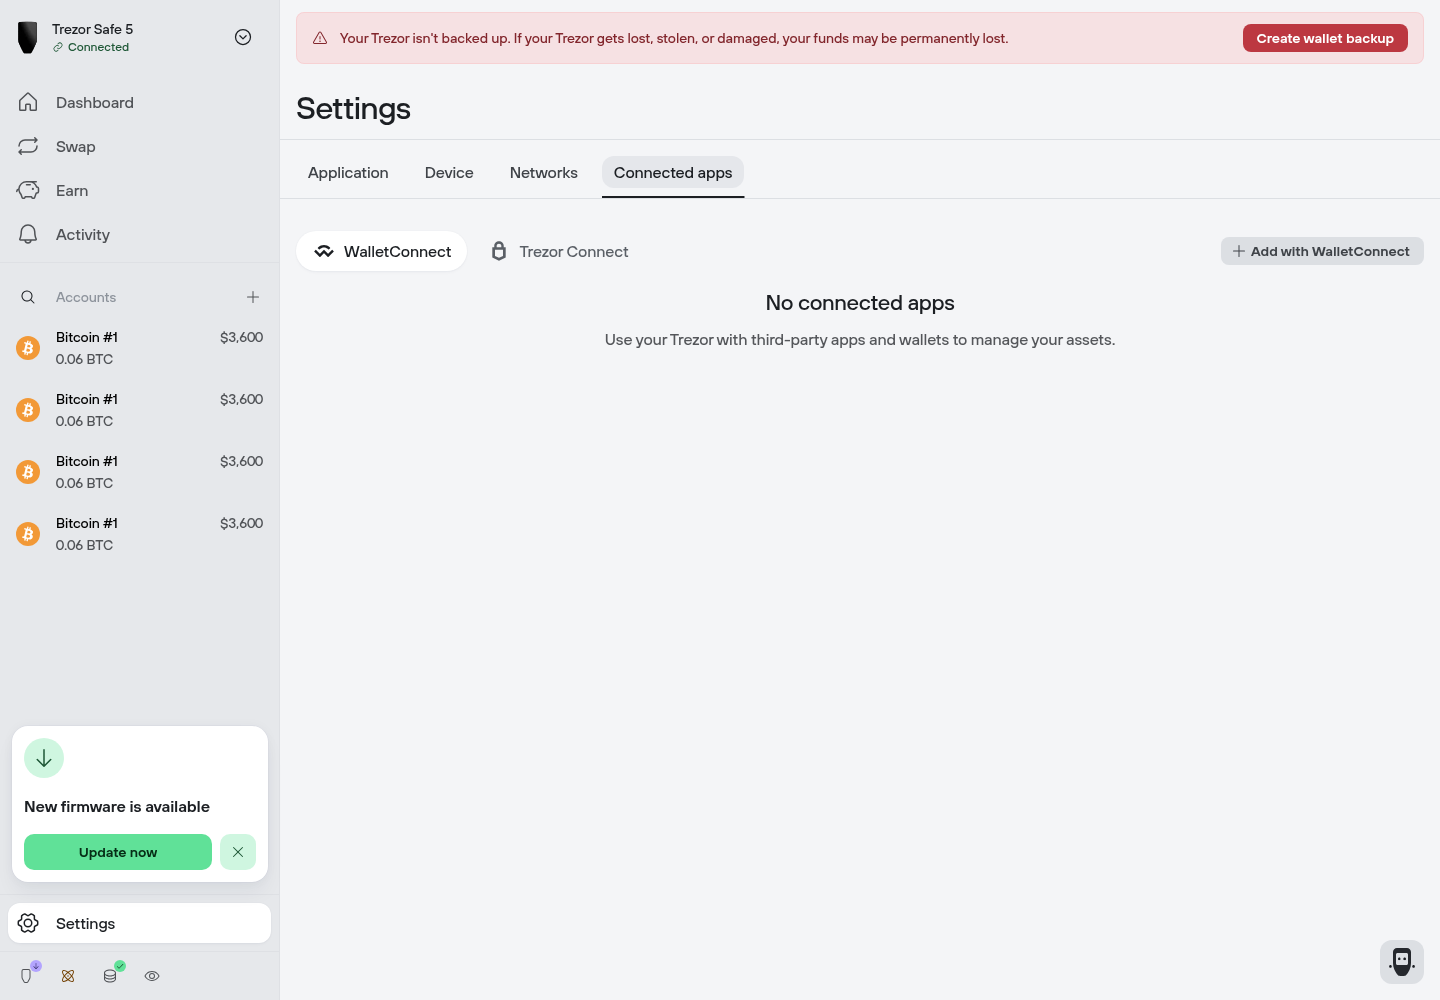 Trezor Safe 5
Connected
Dashboard
Swap
Earn
Activity
Accounts
Bitcoin #1 $3,600
0.06 BTC
Bitcoin #1 $3,600
0.06 BTC
Bitcoin #1 $3,600
0.06 BTC
Bitcoin #1 $3,600
0.06 BTC
New firmware is available
Update now
Settings
Your Trezor isn't backed up. If your Trezor gets lost, stolen, or damaged, your funds may be permanently lost.
Create wallet backup
Settings
Application Device Networks Connected apps
WalletConnect Trezor Connect Add with WalletConnect
No connected apps
Use your Trezor with third-party apps and wallets to manage your assets.